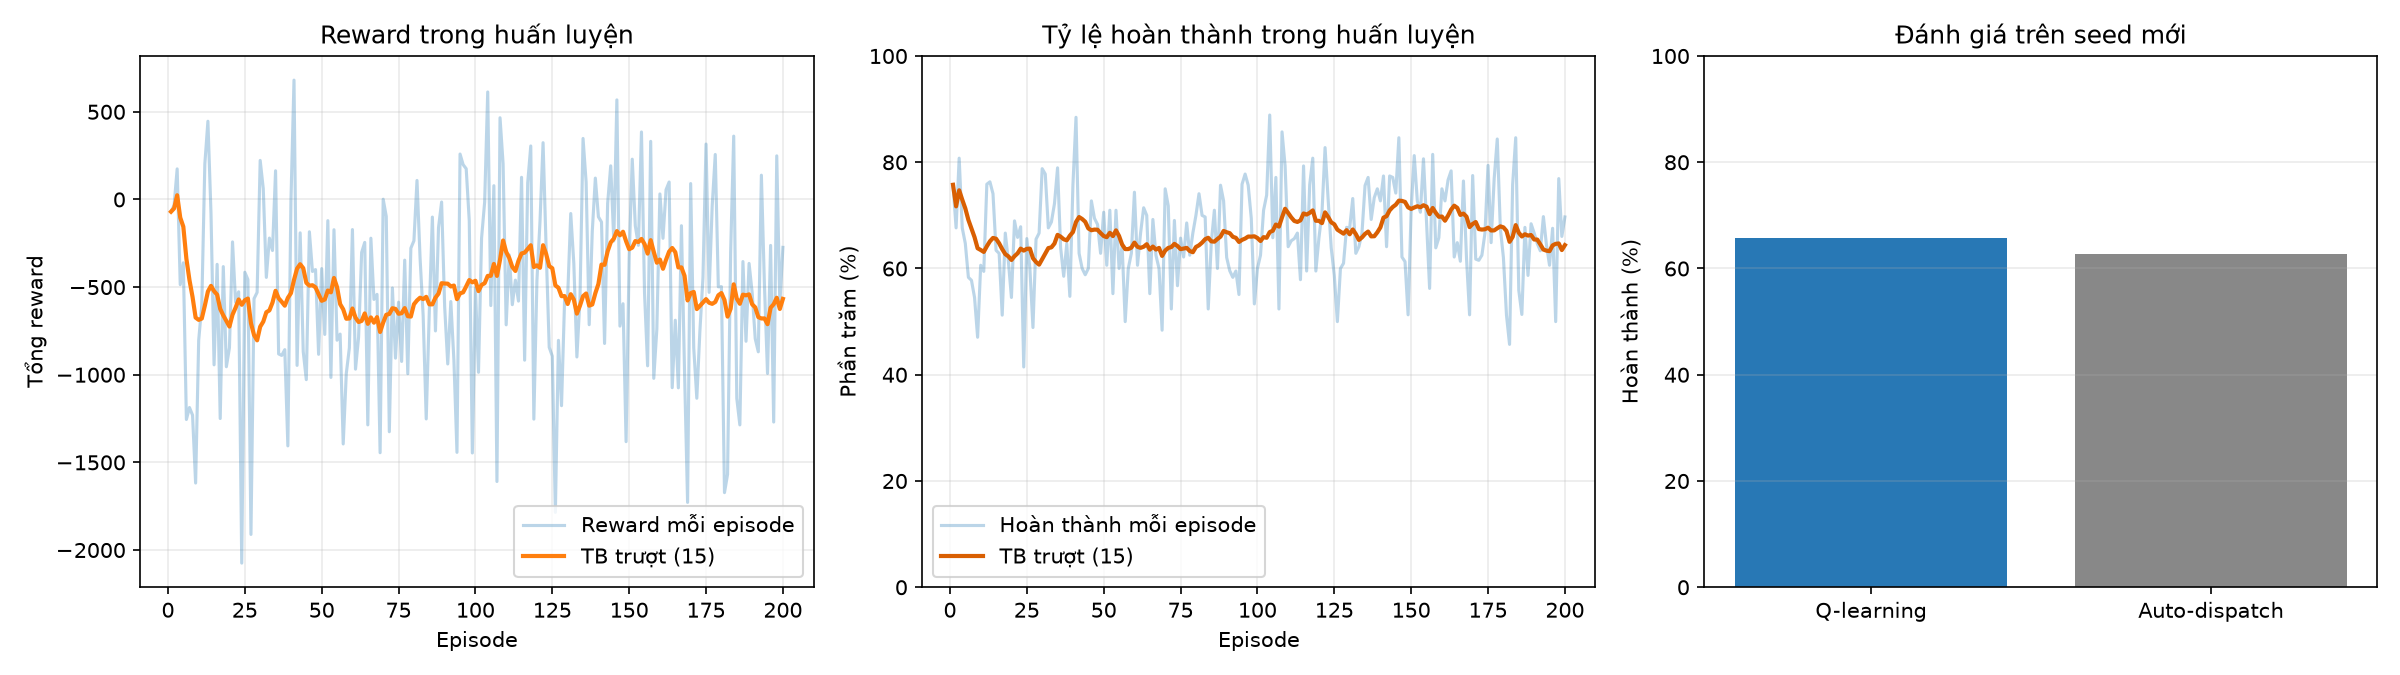 Reward trong huấn luyện
Tổng reward
500
0
−500
−1000
−1500
−2000
Reward mỗi episode
TB trượt (15)
0 25 50 75 100 125 150 175 200
Episode
Tỷ lệ hoàn thành trong huấn luyện
Phần trăm (%)
100
80
60
40
20
0
Hoàn thành mỗi episode
TB trượt (15)
0 25 50 75 100 125 150 175 200
Episode
Đánh giá trên seed mới
Hoàn thành (%)
100
80
60
40
20
0
Q-learning Auto-dispatch